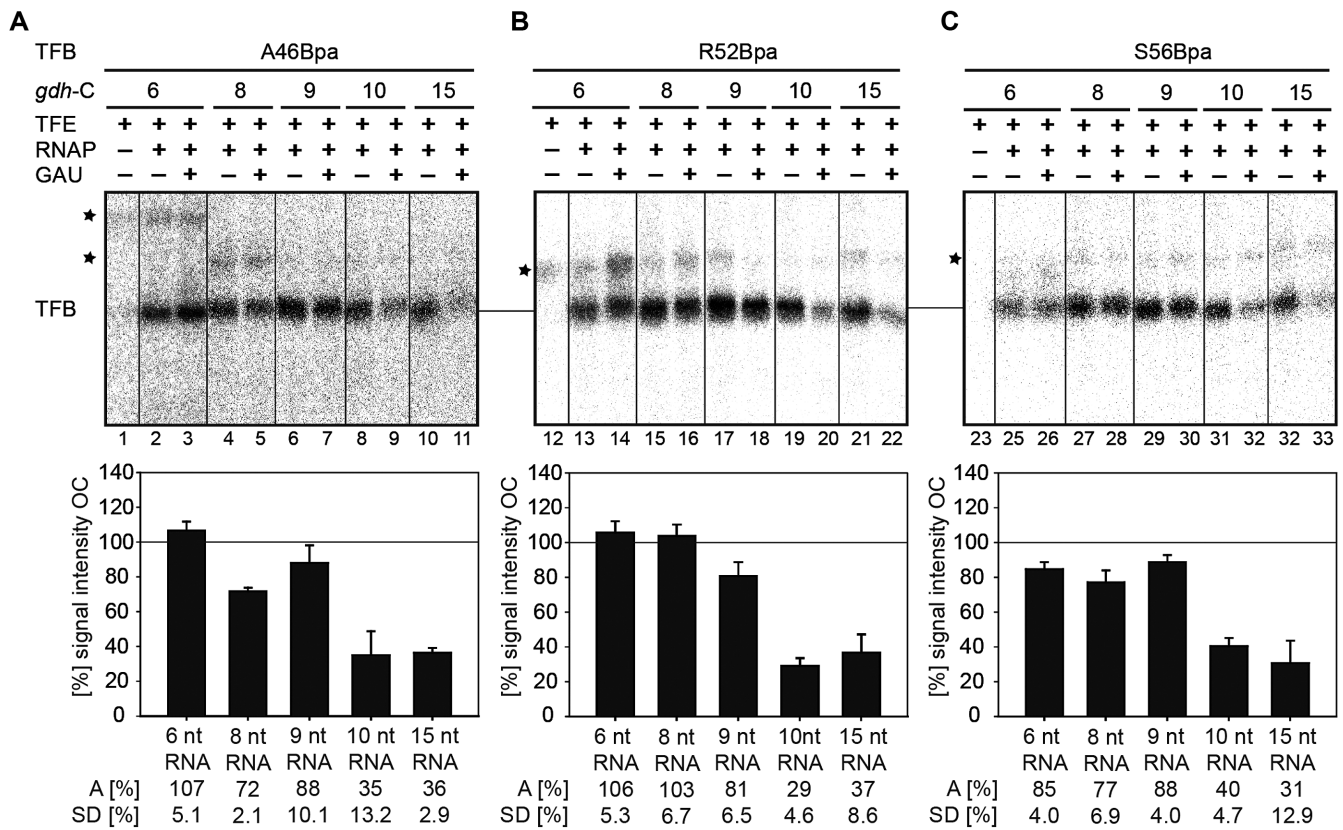 A B C
TFB A46Bpa R52Bpa S56Bpa
gdh-C 6 8 9 10 15 6 8 9 10 15 6 8 9 10 15
TFE + + + + + + + + + + + + + + + + + + + + + + + + + + + + + + + + +
RNAP – + + + + + + + + + + – + + + + + + + + + + – + + + + + + + + + +
GAU + + + + + + + + + + + + + + +
TFB
1 2 3 4 5 6 7 8 9 10 11 12 13 14 15 16 17 18 19 20 21 22 23 25 26 27 28 29 30 31 32 32 33
[%] signal intensity OC [%] signal intensity OC [%] signal intensity OC
140 140 140
120 120 120
100 100 100
80 80 80
60 60 60
40 40 40
20 20 20
0 0 0
6 nt 8 nt 9 nt 10 nt 15 nt 6 nt 8 nt 9 nt 10nt 15 nt 6 nt 8 nt 9 nt 10 nt 15 nt
RNA RNA RNA RNA RNA RNA RNA RNA RNA RNA RNA RNA RNA RNA RNA
A [%] 107 72 88 35 36 A [%] 106 103 81 29 37 A [%] 85 77 88 40 31
SD [%] 5.1 2.1 10.1 13.2 2.9 SD [%] 5.3 6.7 6.5 4.6 8.6 SD [%] 4.0 6.9 4.0 4.7 12.9